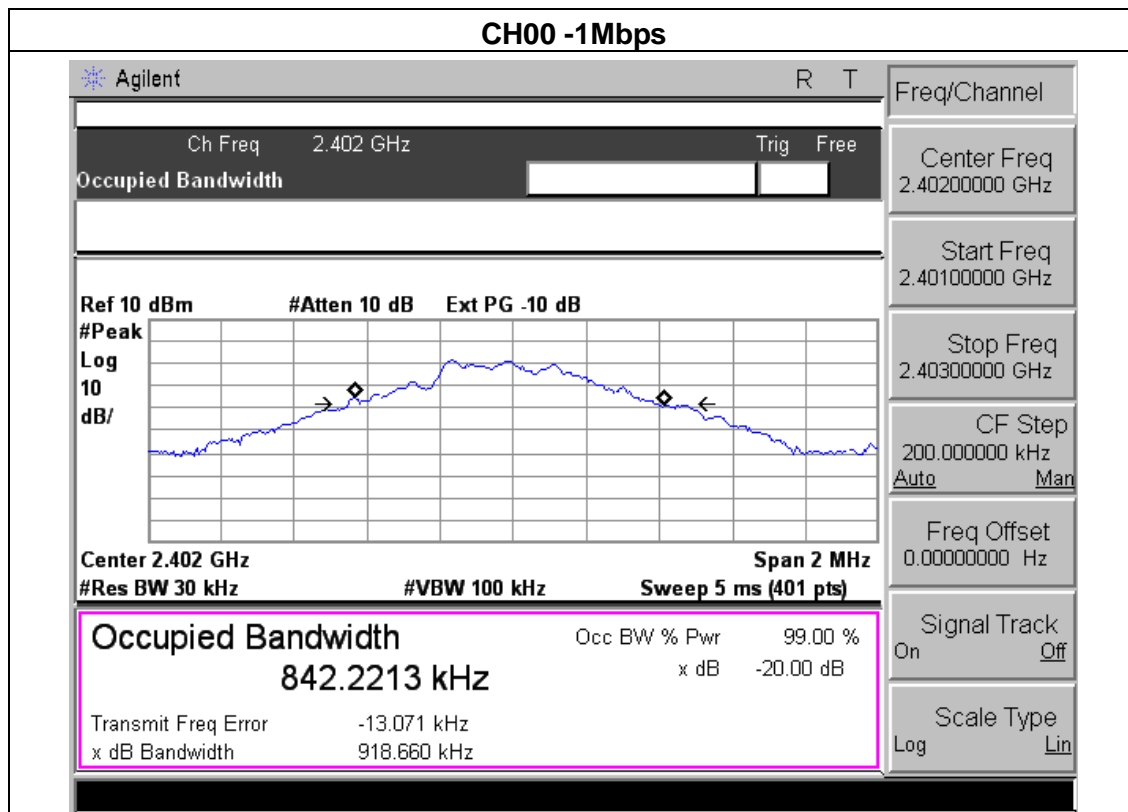 CH00 -1Mbps
Agilent R T
Ch Freq 2.402 GHz Trig Free
Occupied Bandwidth
Ref 10 dBm #Atten 10 dB Ext PG -10 dB
#Peak
Log
10
dB/
Center 2.402 GHz Span 2 MHz
#Res BW 30 kHz #VBW 100 kHz Sweep 5 ms (401 pts)
Occupied Bandwidth
842.2213 kHz
Occ BW % Pwr 99.00 %
x dB -20.00 dB
Transmit Freq Error -13.071 kHz
x dB Bandwidth 918.660 kHz
Freq/Channel
Center Freq
2.40200000 GHz
Start Freq
2.40100000 GHz
Stop Freq
2.40300000 GHz
CF Step
200.000000 kHz
Auto Man
Freq Offset
0.00000000 Hz
Signal Track
On Off
Scale Type
Log Lin